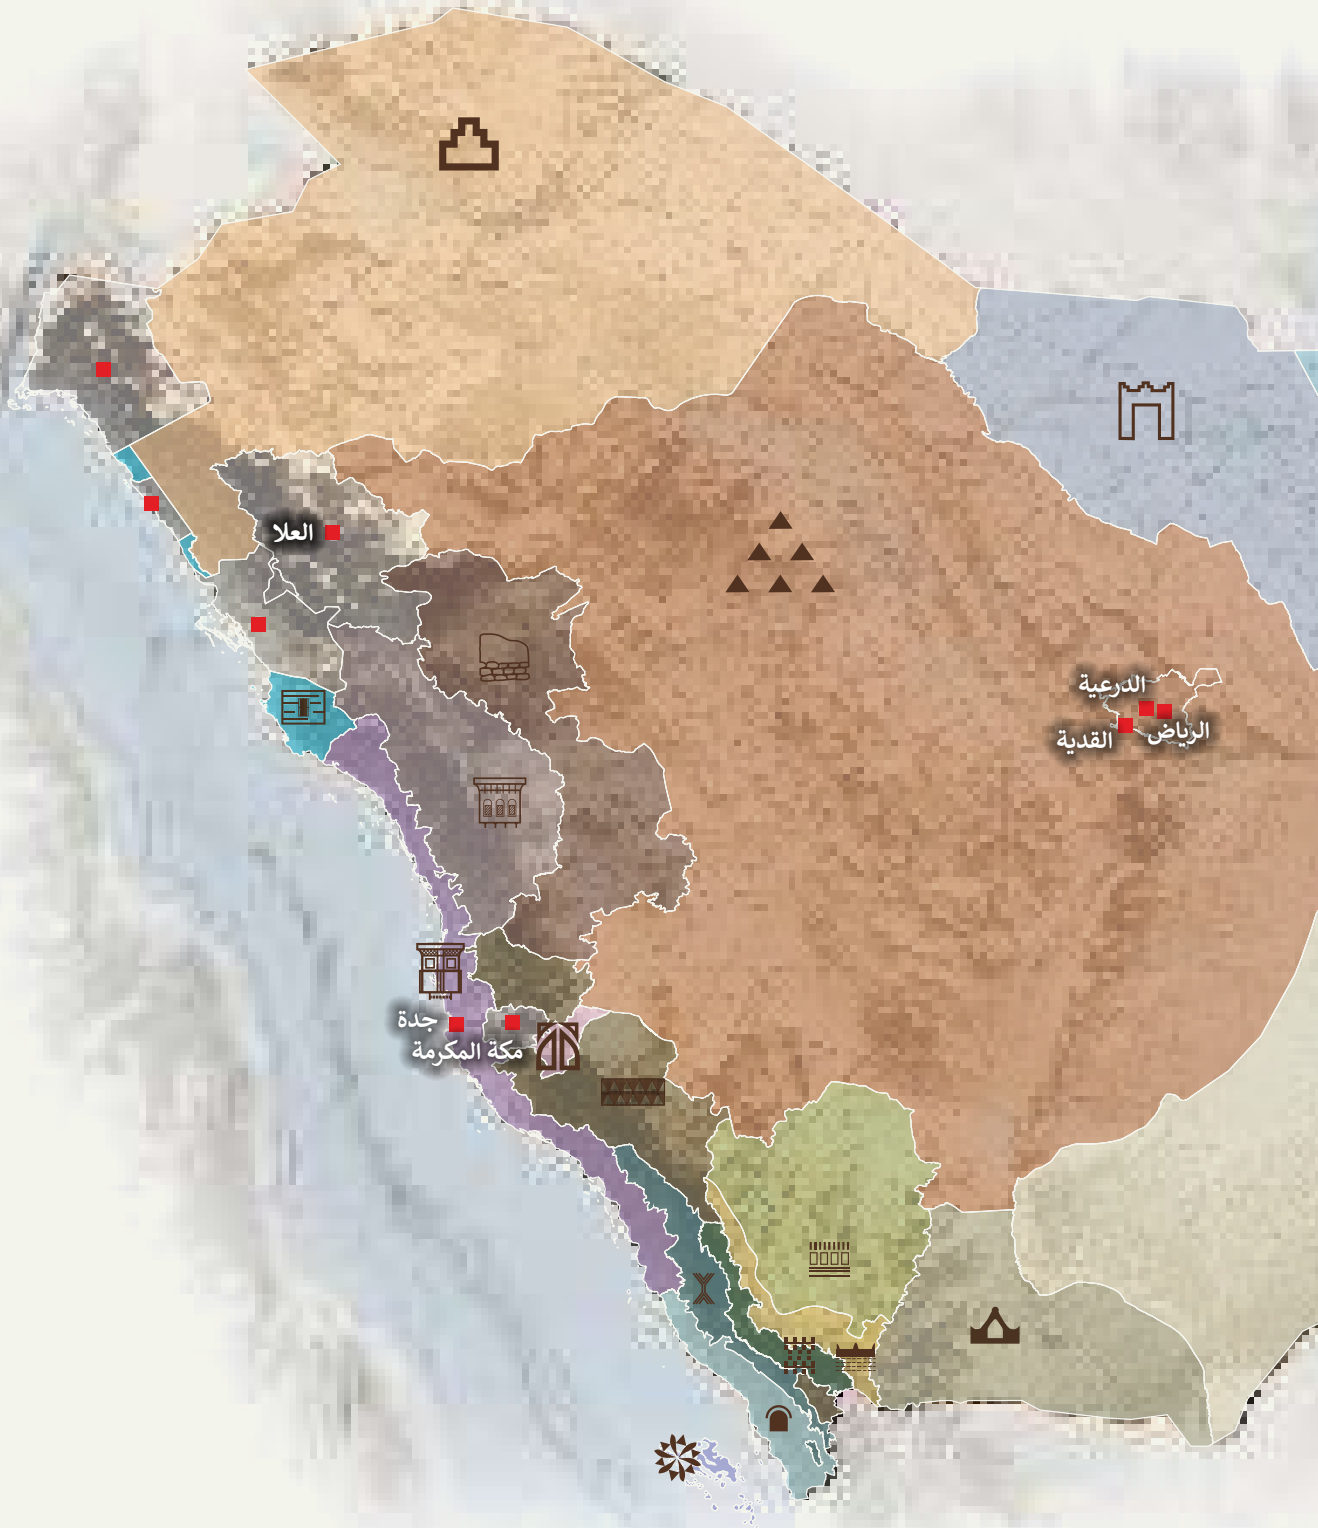 العلا
الدرعية
الرياض
القدية
جدة
مكة المكرمة